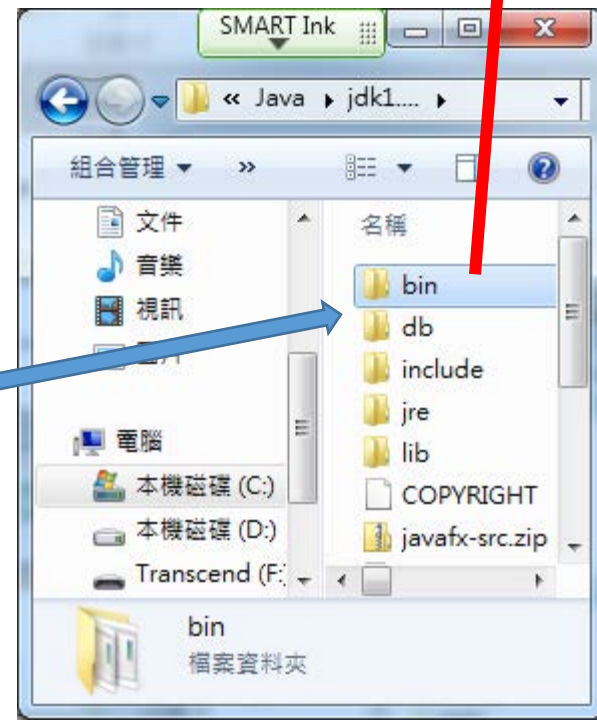 SMART Ink
« Java ▸ jdk1.... ▸
組合管理 ▼ »
文件
音樂
視訊
電腦
本機磁碟 (C:)
本機磁碟 (D:)
Transcend (F:
名稱
bin
db
include
jre
lib
COPYRIGHT
javafx-src.zip
bin
檔案資料夾